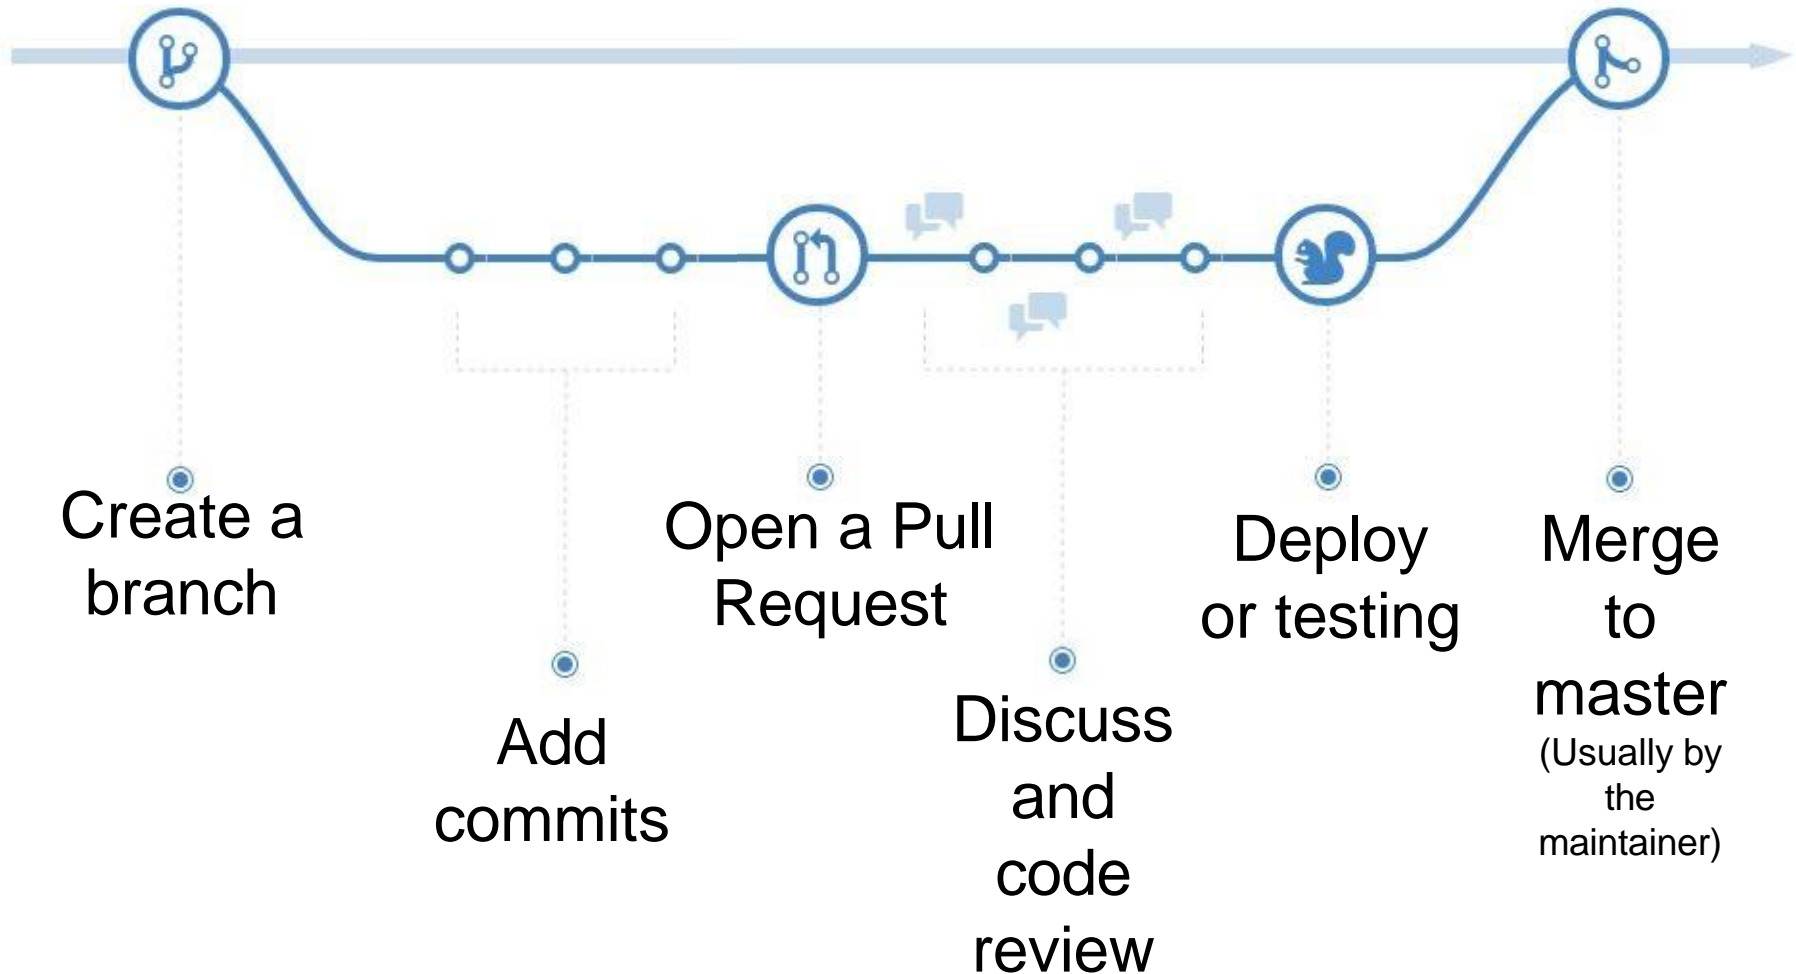 Create a
branch
Add
commits
Open a Pull
Request
Discuss
and
code
review
Deploy
or testing
Merge
to
master
(Usually by
the
maintainer)